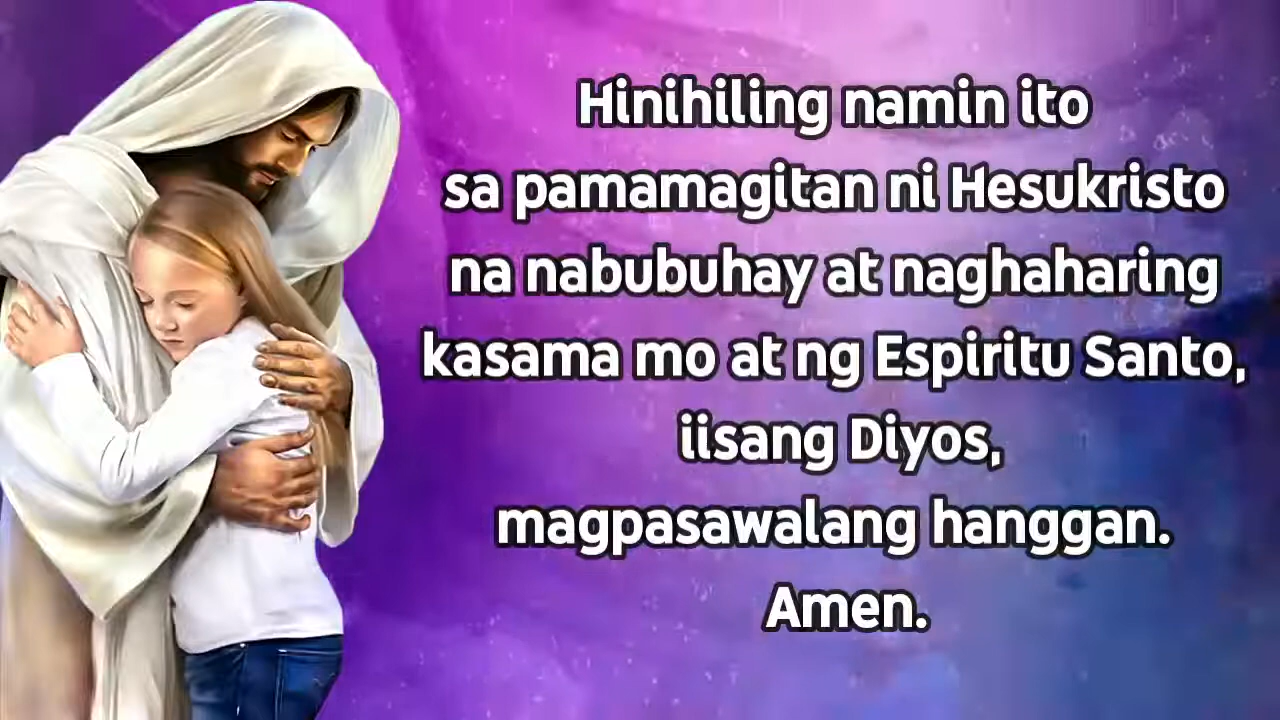 Hinihiling namin ito
sa pamamagitan ni Hesukristo
na nabubuhay at naghaharing
kasama mo at ng Espiritu Santo,
iisang Diyos,
magpasawalang hanggan.
Amen.